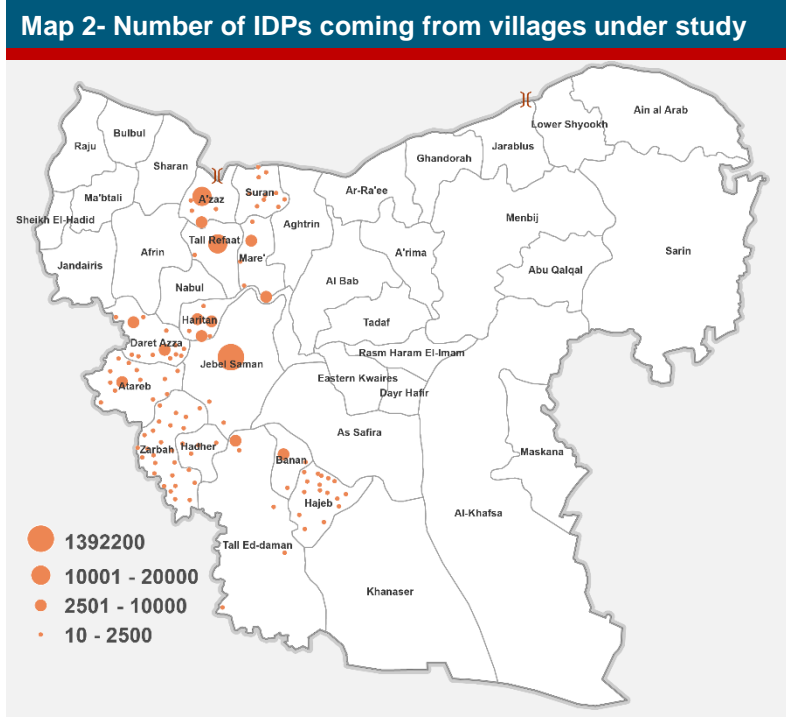 Map 2- Number of IDPs coming from villages under study
Ain al Arab
Lower Shyookh
Bulbul
Raju
Jarablus
Ghandorah
Sharan
Ar-Ra'ee
Suran
Ma'btali
A'zaz
Menbij
Sheikh El-Hadid
Aghtrin
Tall Refaat
Afrin
A'rima
Sarin
Mare'
Jandairis
Abu Qalqal
Al Bab
Nabul
Haritan
Tadaf
Daret Azza
Rasm Haram El-Imam
Jebel Saman
Eastern Kwaires
Atareb
Dayr Hafir
As Safira
Hadher
Zarbah
Maskana
Banan
Hajeb
Al-Khafsa
Tall Ed-daman
Khanaser
1392200
10001 - 20000
2501 - 10000
10 - 2500